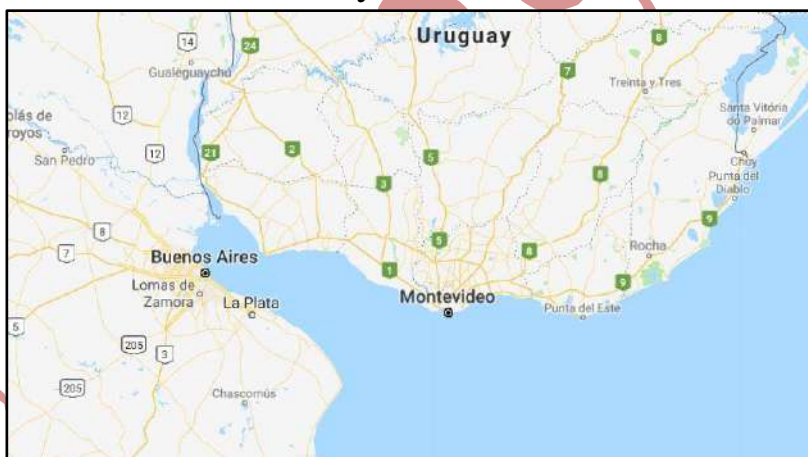 Uruguay
14
24
Gualeguaychú
8
7
Treinta y Tres
olás de
rroyos
12
Santa Vitória
do Palmar
San Pedro
12
21
2
5
3
8
Chuy
Punta del
Diablo
9
8
7
Buenos Aires
5
8
Rocha
1
9
Lomas de
Zamora
La Plata
Montevideo
Punta del Este
5
205
3
205
Chascomús